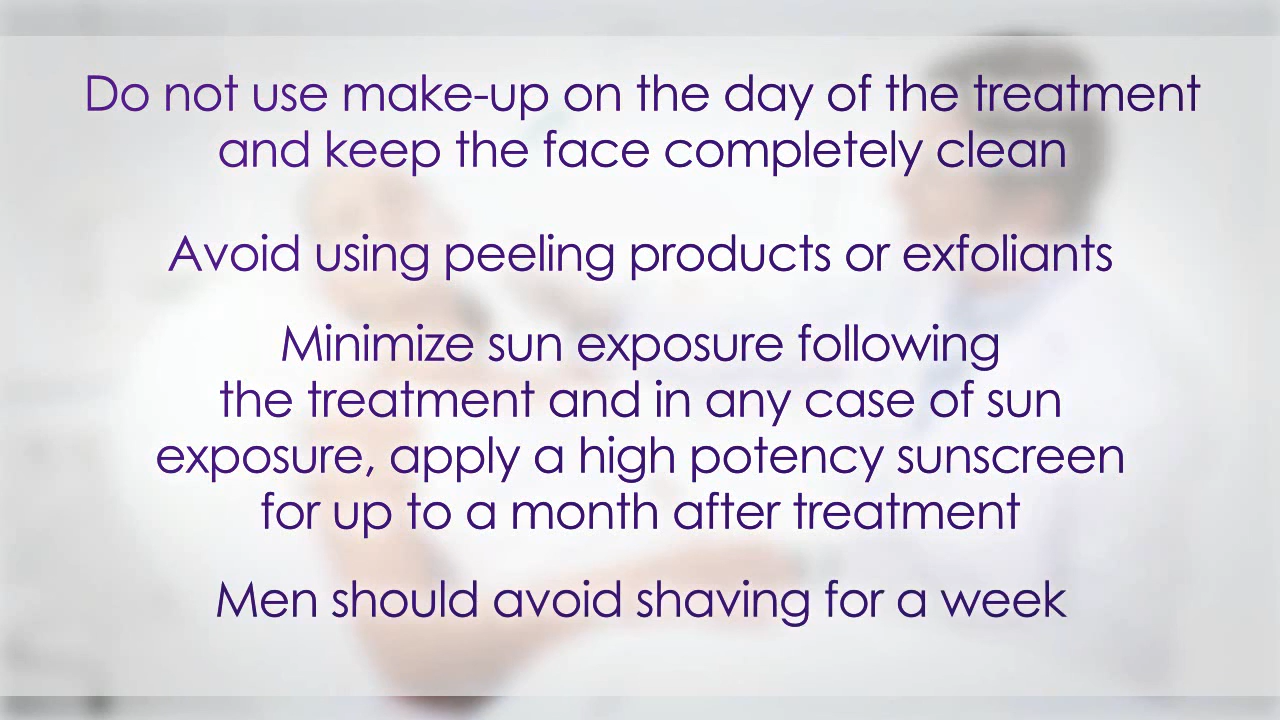 Do not use make-up on the day of the treatment
and keep the face completely clean
Avoid using peeling products or exfoliants
Minimize sun exposure following
the treatment and in any case of sun
exposure, apply a high potency sunscreen
for up to a month after treatment
Men should avoid shaving for a week